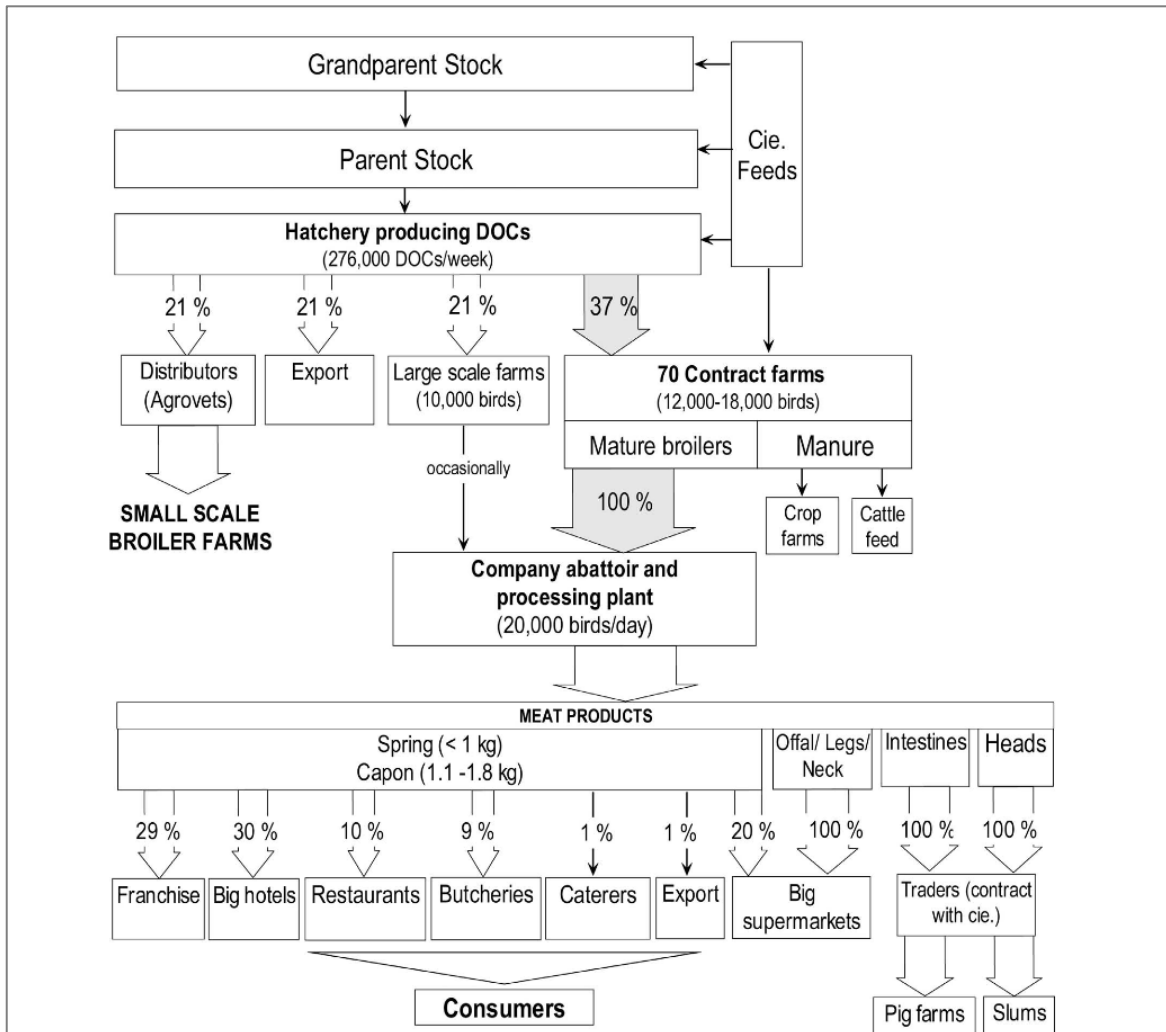 Grandparent Stock
Cie.
Feeds
Parent Stock
Hatchery producing DOCs
(276,000 DOCs/week)
21 %
21 %
21 %
37 %
Distributors
(Agrovets)
Export
Large scale farms
(10,000 birds)
70 Contract farms
(12,000-18,000 birds)
Mature broilers
Manure
occasionally
100 %
Crop
farms
Cattle
feed
SMALL SCALE
BROILER FARMS
Company abattoir and
processing plant
(20,000 birds/day)
MEAT PRODUCTS
Spring (< 1 kg)
Capon (1.1 -1.8 kg)
Offal/ Legs/
Neck
Intestines
Heads
29 %
30 %
10 %
9 %
1 %
1 %
20 %
100 %
100 %
100 %
Franchise
Big hotels
Restaurants
Butcheries
Caterers
Export
Big
supermarkets
Traders (contract
with cie.)
Consumers
Pig farms
Slums